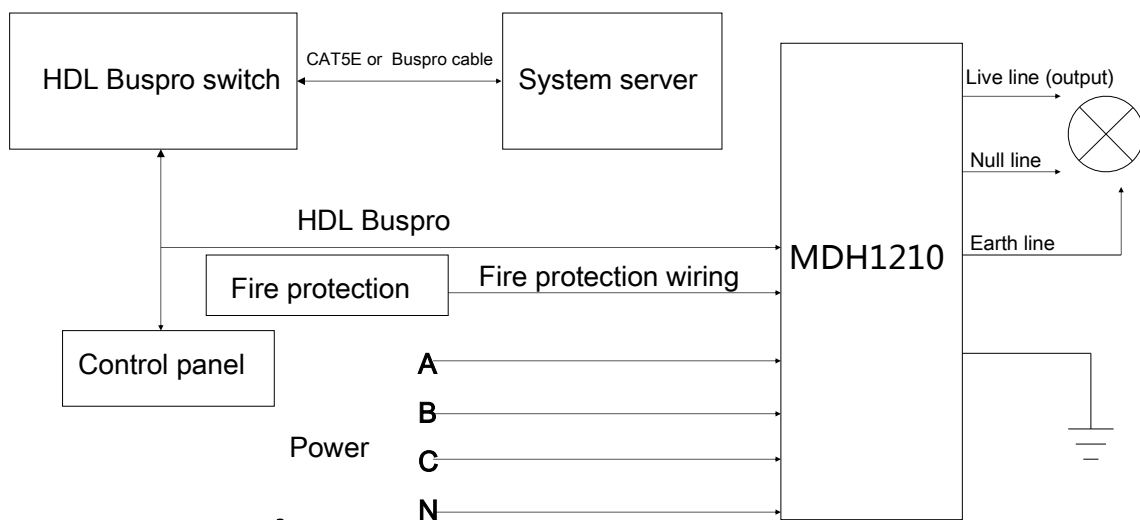 CAT5E or Buspro cable
HDL Buspro switch
System server
Live line (output)
Null line
HDL Buspro
Earth line
MDH1210
Fire protection
Fire protection wiring
Control panel
A
B
Power
C
N